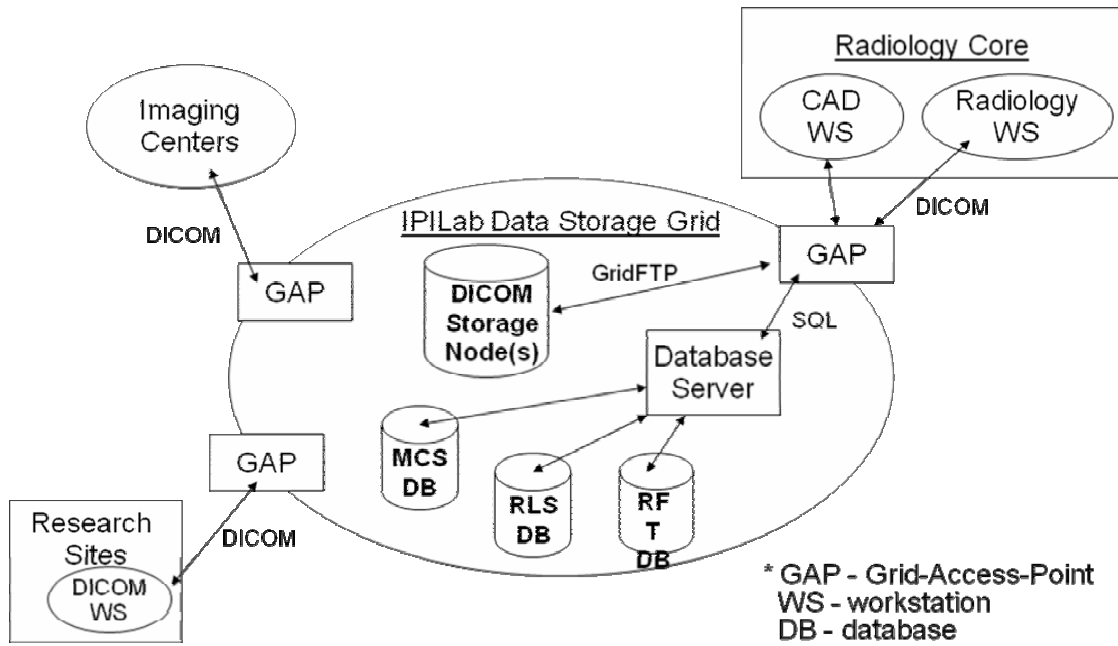 Radiology Core
CAD
WS
Radiology
WS
Imaging
Centers
DICOM
DICOM
IPILab Data Storage Grid
GAP
GAP
GridFTP
DICOM
Storage
Node(s)
SQL
Database
Server
MCS
DB
RLS
DB
RF
T
DB
GAP
DICOM
Research
Sites
DICOM
WS
* GAP - Grid-Access-Point
WS - workstation
DB - database